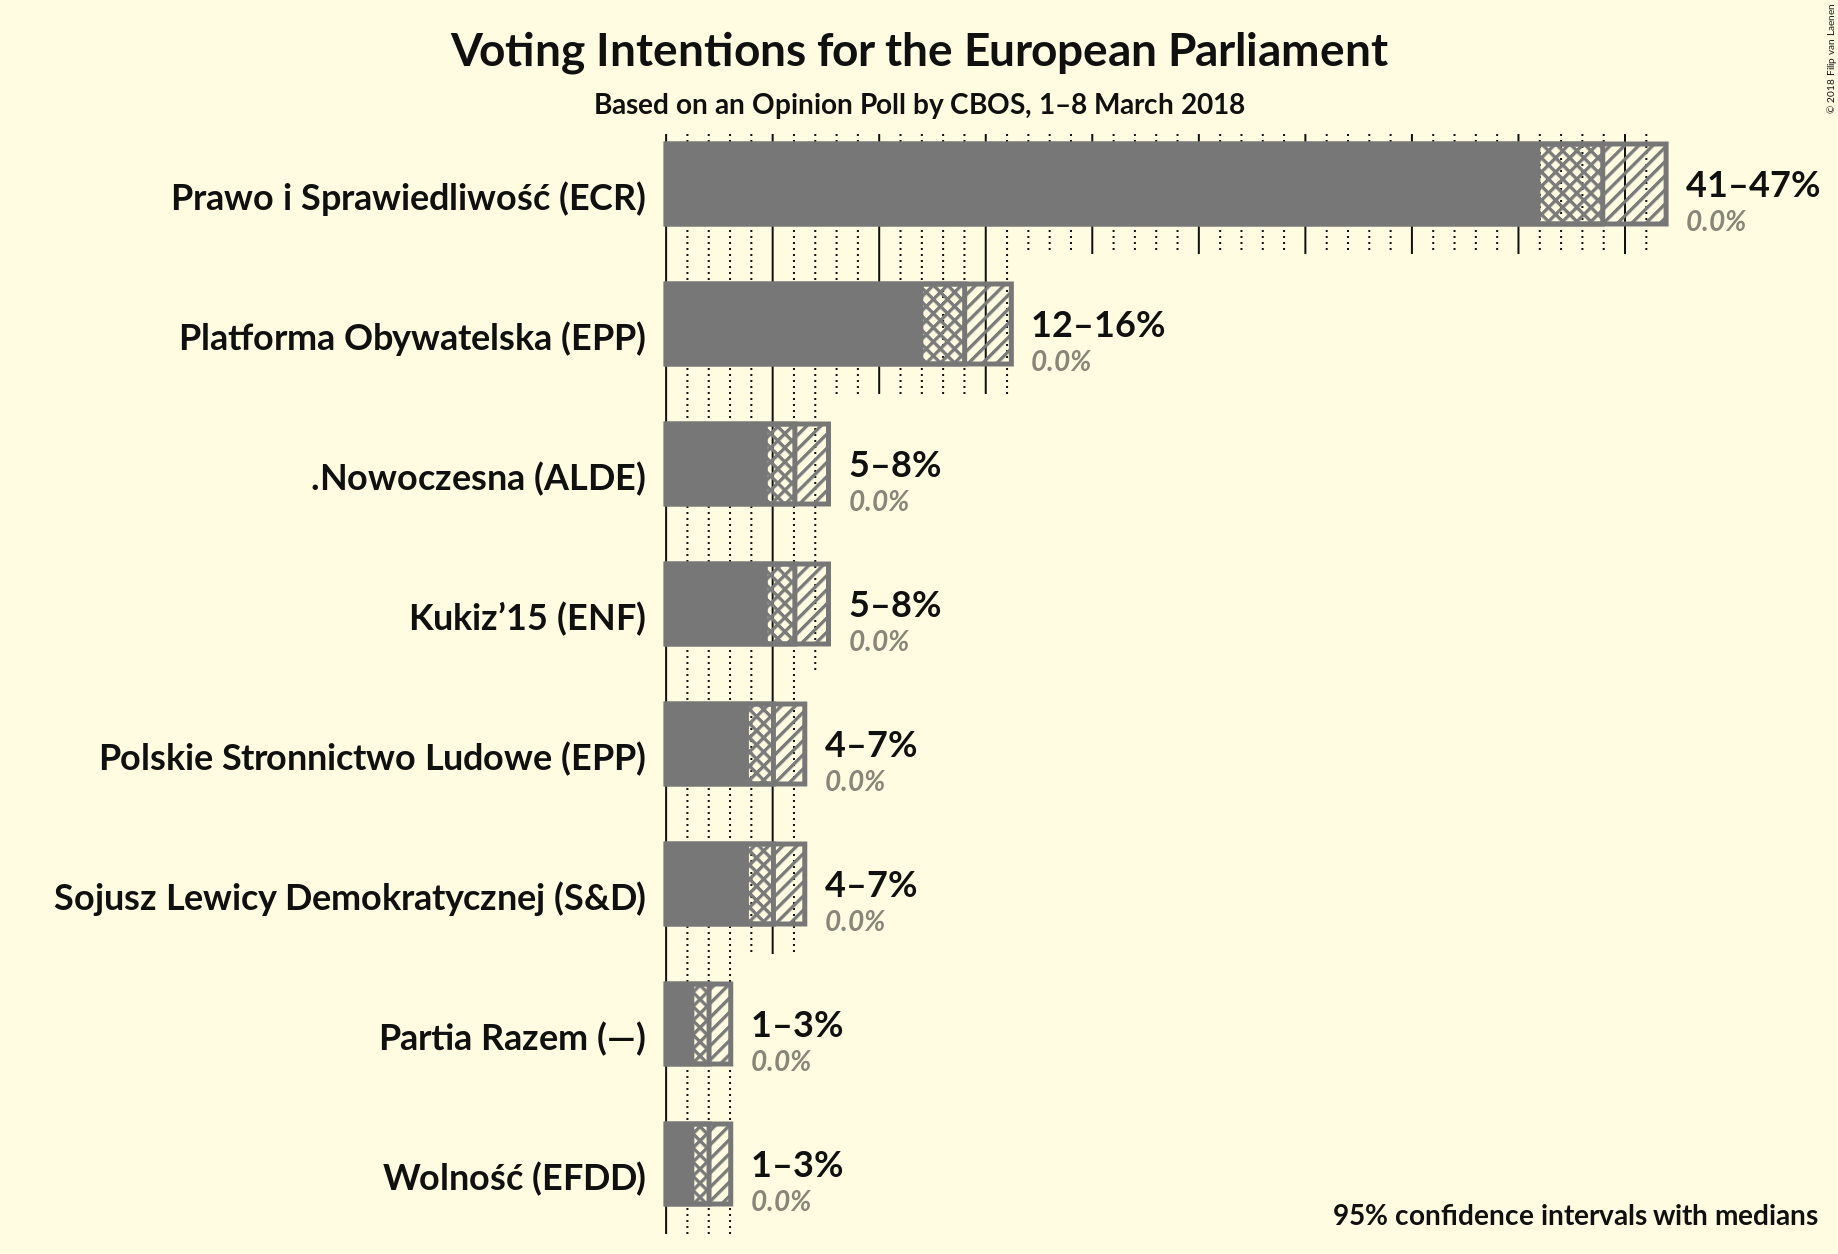 Voting Intentions for the European Parliament
Based on an Opinion Poll by CBOS, 1–8 March 2018
© 2018 Filip van Laenen
Prawo i Sprawiedliwość (ECR)
41–47%
0.0%
Platforma Obywatelska (EPP)
12–16%
0.0%
.Nowoczesna (ALDE)
5–8%
0.0%
Kukiz’15 (ENF)
5–8%
0.0%
Polskie Stronnictwo Ludowe (EPP)
4–7%
0.0%
Sojusz Lewicy Demokratycznej (S&D)
4–7%
0.0%
Partia Razem (—)
1–3%
0.0%
Wolność (EFDD)
1–3%
0.0%
95% confidence intervals with medians